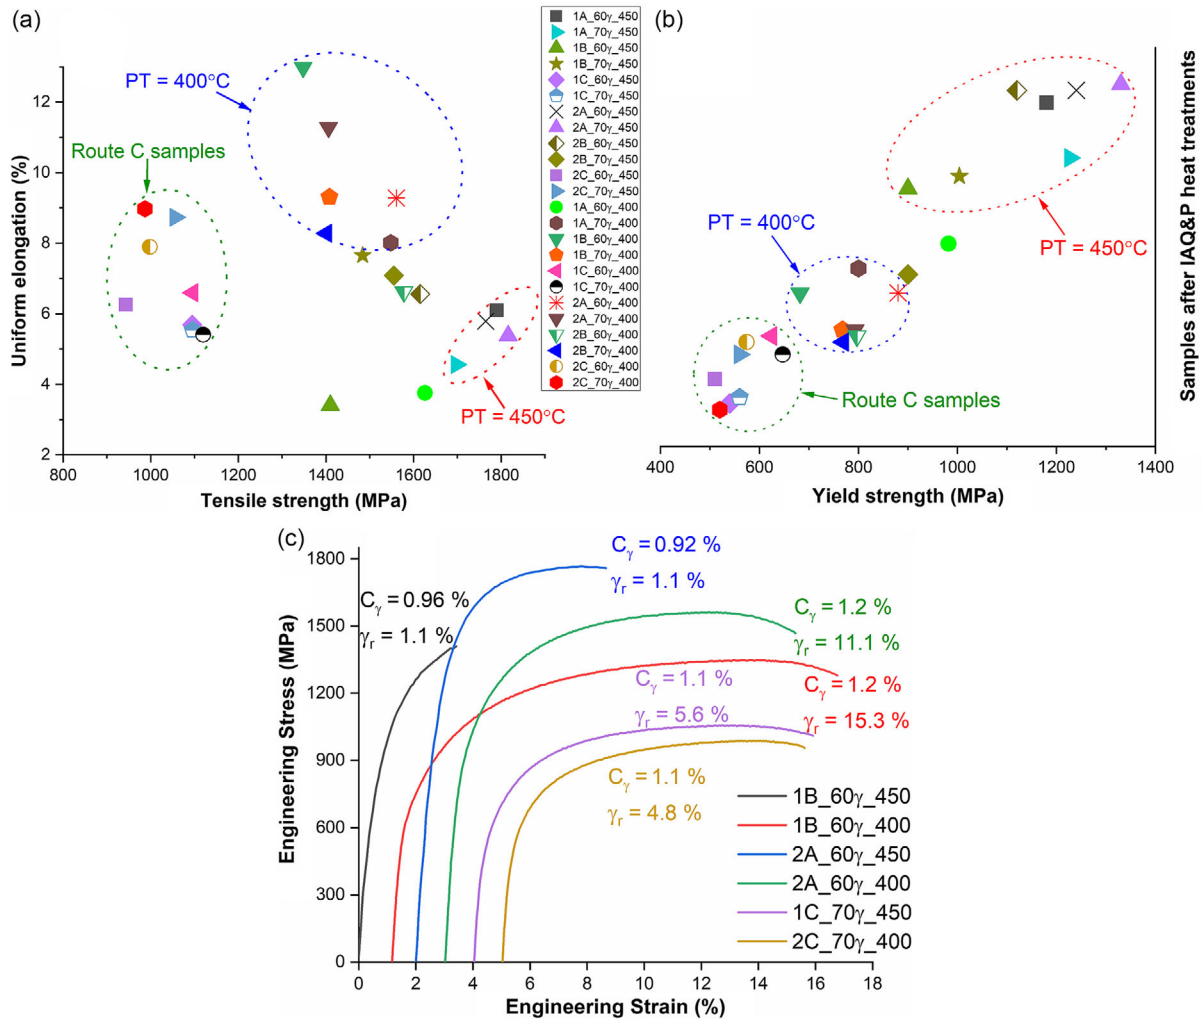 (a)
Uniform elongation (%)
12
10
8
6
4
2
800
1000
1200
1400
1600
1800
Tensile strength (MPa)
PT = 400°C
Route C samples
PT = 450°C
1A_60γ_450
1A_70γ_450
1B_60γ_450
1B_70γ_450
1C_60γ_450
1C_70γ_450
2A_60γ_450
2A_70γ_450
2B_60γ_450
2B_70γ_450
2C_60γ_450
2C_70γ_450
1A_60γ_400
1A_70γ_400
1B_60γ_400
1B_70γ_400
1C_60γ_400
1C_70γ_400
2A_60γ_400
2A_70γ_400
2B_60γ_400
2B_70γ_400
2C_60γ_400
2C_70γ_400
(b)
PT = 400°C
PT = 450°C
Route C samples
400
600
800
1000
1200
1400
Yield strength (MPa)
Samples after IAQ&P heat treatments
(c)
Engineering Stress (MPa)
1800
1500
1200
900
600
300
0
0
2
4
6
8
10
12
14
16
18
Engineering Strain (%)
Cγ = 0.96 %
γr = 1.1 %
Cγ = 0.92 %
γr = 1.1 %
Cγ = 1.2 %
γr = 11.1 %
Cγ = 1.2 %
γr = 15.3 %
Cγ = 1.1 %
γr = 5.6 %
Cγ = 1.1 %
γr = 4.8 %
1B_60γ_450
1B_60γ_400
2A_60γ_450
2A_60γ_400
1C_70γ_450
2C_70γ_400